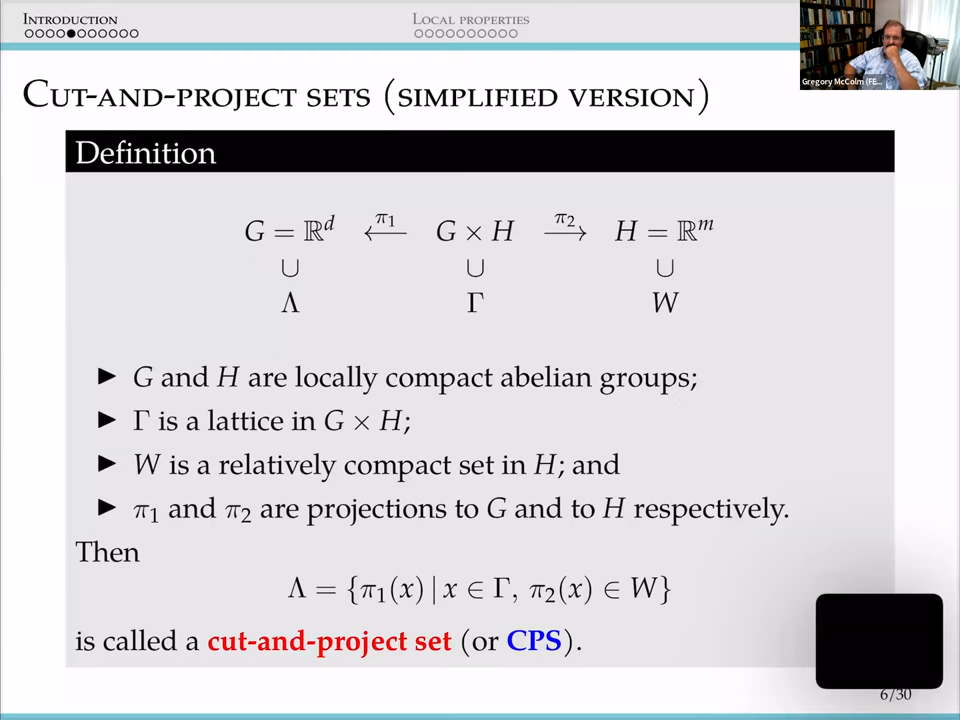 INTRODUCTION
LOCAL PROPERTIES
Gregory McColm (FE...
CUT-AND-PROJECT SETS (SIMPLIFIED VERSION)
Definition
G = ℝᵈ ←π₁ G × H →π₂ H = ℝᵐ
∪ ∪ ∪
Λ Γ W
▶ G and H are locally compact abelian groups;
▶ Γ is a lattice in G × H;
▶ W is a relatively compact set in H; and
▶ π₁ and π₂ are projections to G and to H respectively.
Then
Λ = {π₁(x) | x ∈ Γ, π₂(x) ∈ W}
is called a cut-and-project set (or CPS).
6/30